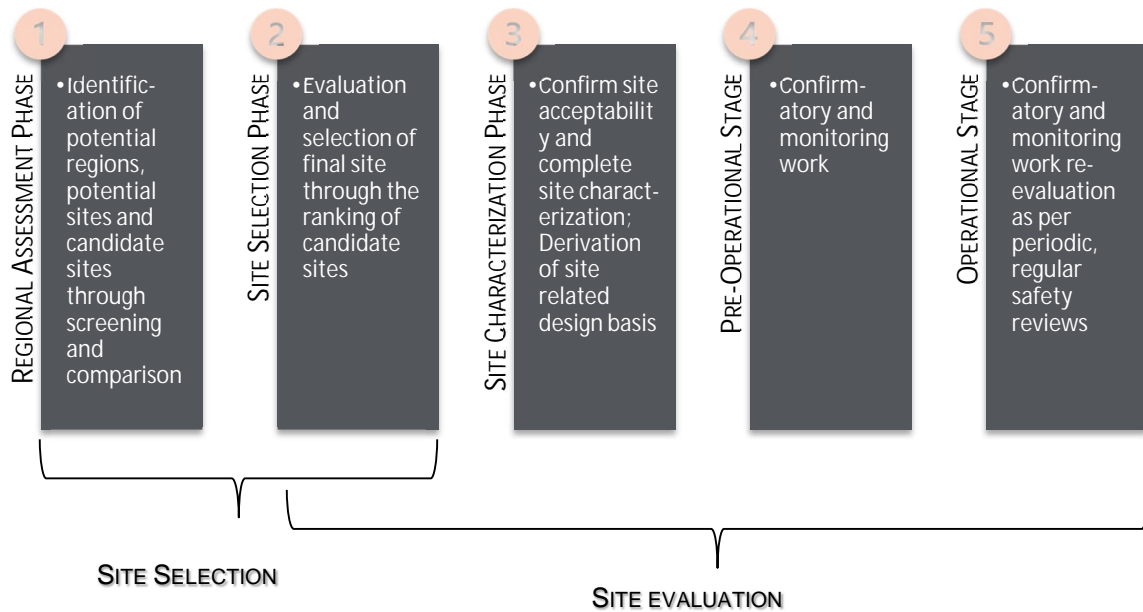 1
REGIONAL ASSESSMENT PHASE
•Identific-
ation of
potential
regions,
potential
sites and
candidate
sites
through
screening
and
comparison
2
SITE SELECTION PHASE
•Evaluation
and
selection of
final site
through the
ranking of
candidate
sites
3
SITE CHARACTERIZATION PHASE
•Confirm site
acceptabilit
y and
complete
site charact-
erization;
Derivation
of site
related
design basis
4
PRE-OPERATIONAL STAGE
•Confirm-
atory and
monitoring
work
5
OPERATIONAL STAGE
•Confirm-
atory and
monitoring
work re-
evaluation
as per
periodic,
regular
safety
reviews
SITE SELECTION
SITE EVALUATION